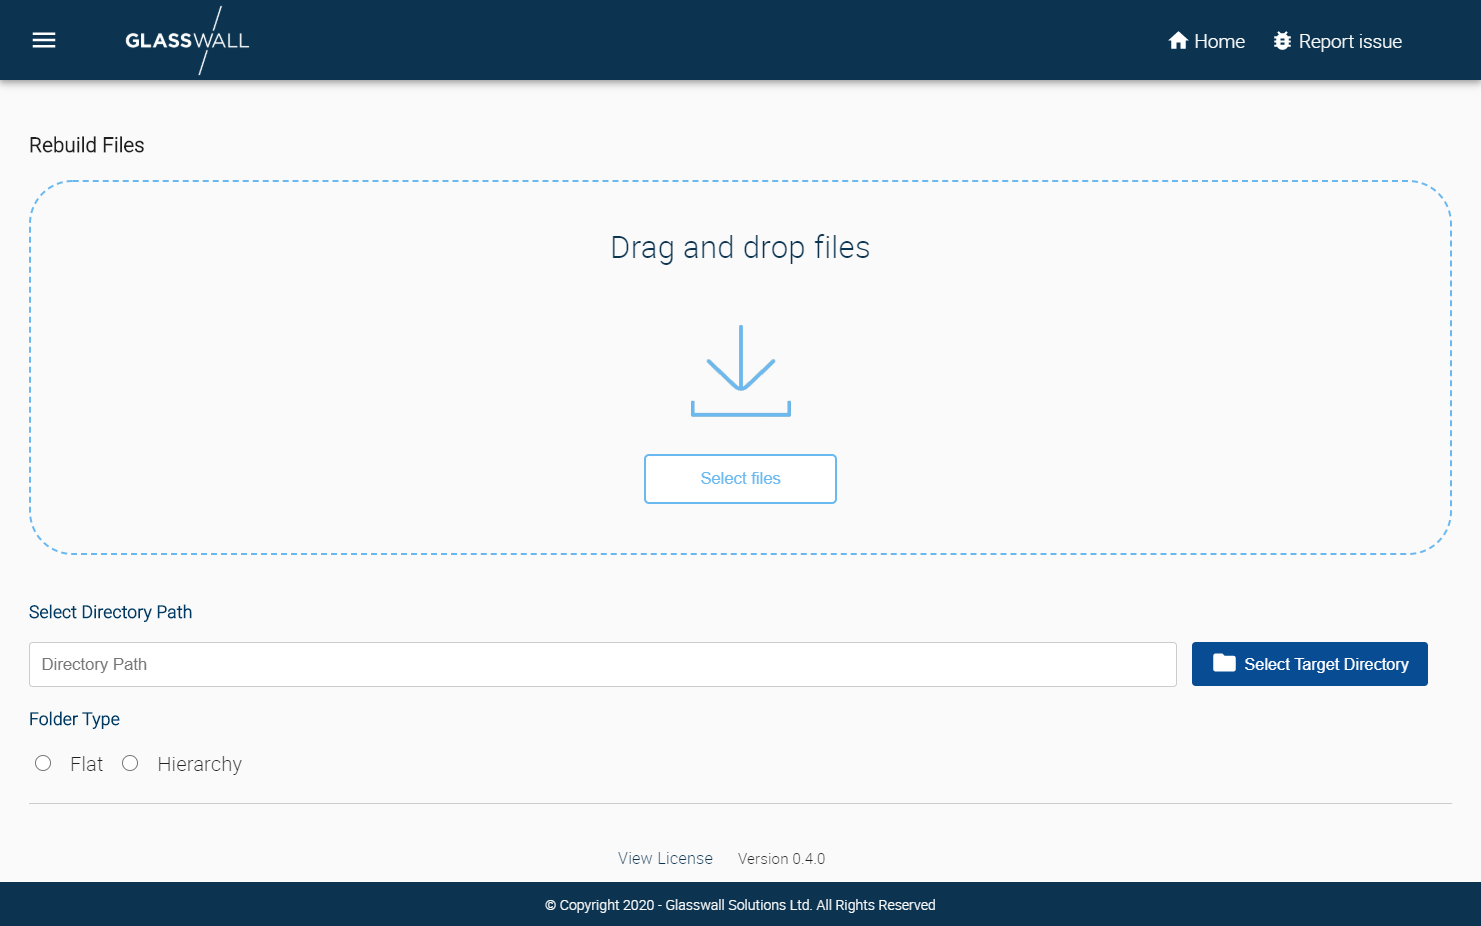 GLASSWALL
Home
Report issue
Rebuild Files
Drag and drop files
Select files
Select Directory Path
Directory Path
Select Target Directory
Folder Type
Flat
Hierarchy
View License
Version 0.4.0
© Copyright 2020 - Glasswall Solutions Ltd. All Rights Reserved